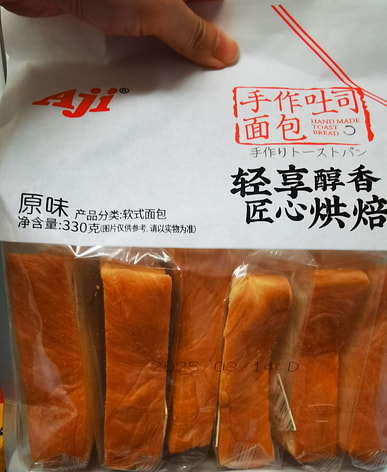 Aji®
手作吐司
面包
HAND MADE
TOAST
BREAD
手作りトーストパン
轻享醇香
匠心烘焙
原味 产品分类:软式面包
净含量:330克(图片仅供参考,请以实物为准)
2025/03/14 D